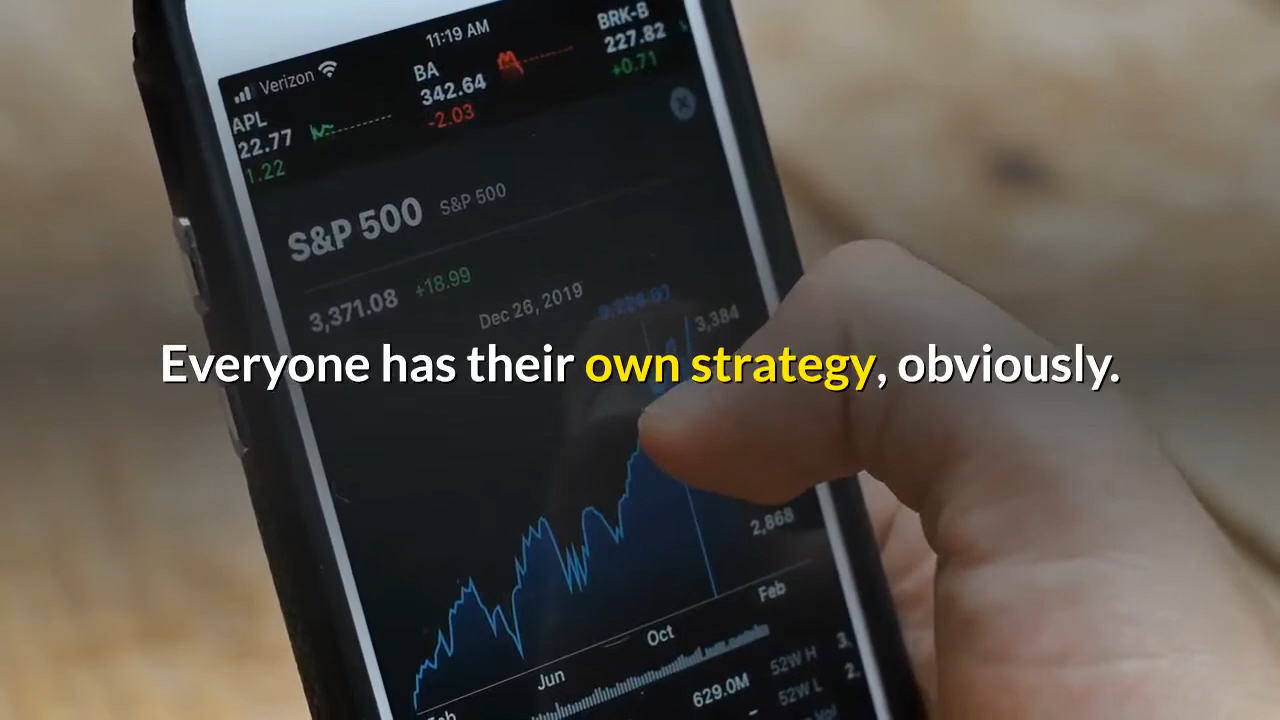 11:19 AM
Verizon
BRK-B
227.82
+0.71
BA
342.64
-2.03
APL
22.77
1.22
S&P 500 S&P 500
3,371.08 +18.99
Dec 26, 2019
3,384
Everyone has their own strategy, obviously.
2,868
Jun Oct Feb
629.0M
52W H 3.
52W L 2.